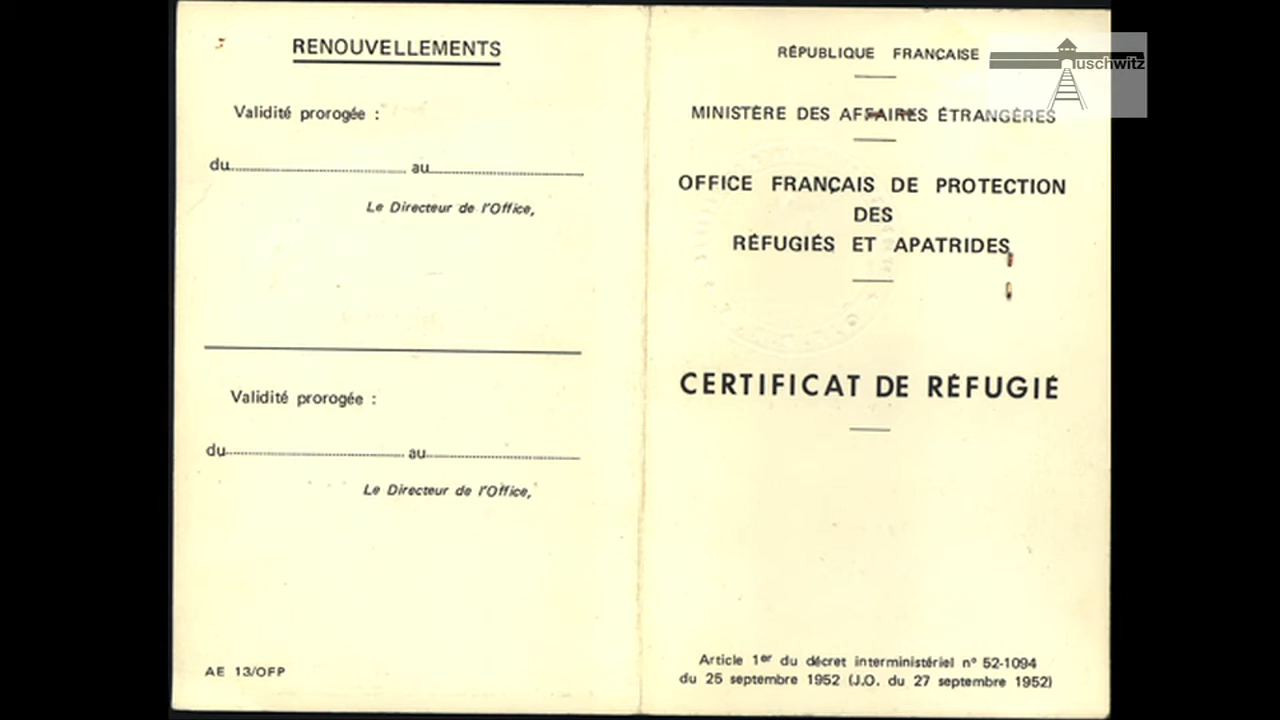 RENOUVELLEMENTS
Validité prorogée :
du........................ au........................
Le Directeur de l'Office,
Validité prorogée :
du........................ au........................
Le Directeur de l'Office,
AE 13/OFP
RÉPUBLIQUE FRANÇAISE
MINISTÈRE DES AFFAIRES ÉTRANGÈRES
OFFICE FRANÇAIS DE PROTECTION
DES
RÉFUGIÉS ET APATRIDES
CERTIFICAT DE RÉFUGIÉ
Article 1er du décret interministériel n° 52-1094
du 25 septembre 1952 (J.O. du 27 septembre 1952)
uschwitz